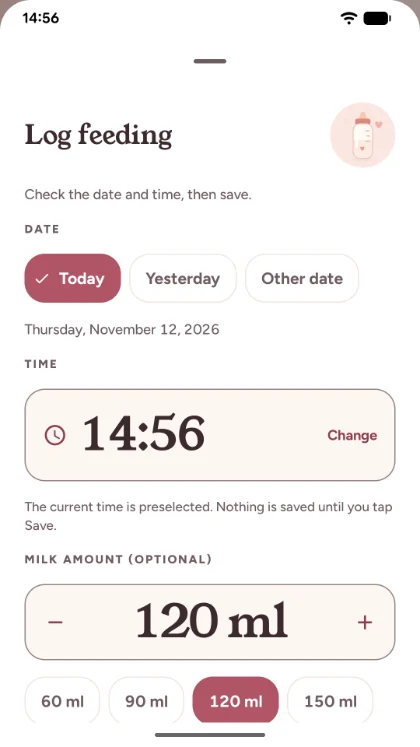 14:56
Log feeding
Check the date and time, then save.
DATE
Today
Yesterday
Other date
Thursday, November 12, 2026
TIME
14:56
Change
The current time is preselected. Nothing is saved until you tap
Save.
MILK AMOUNT (OPTIONAL)
− 120 ml +
60 ml
90 ml
120 ml
150 ml